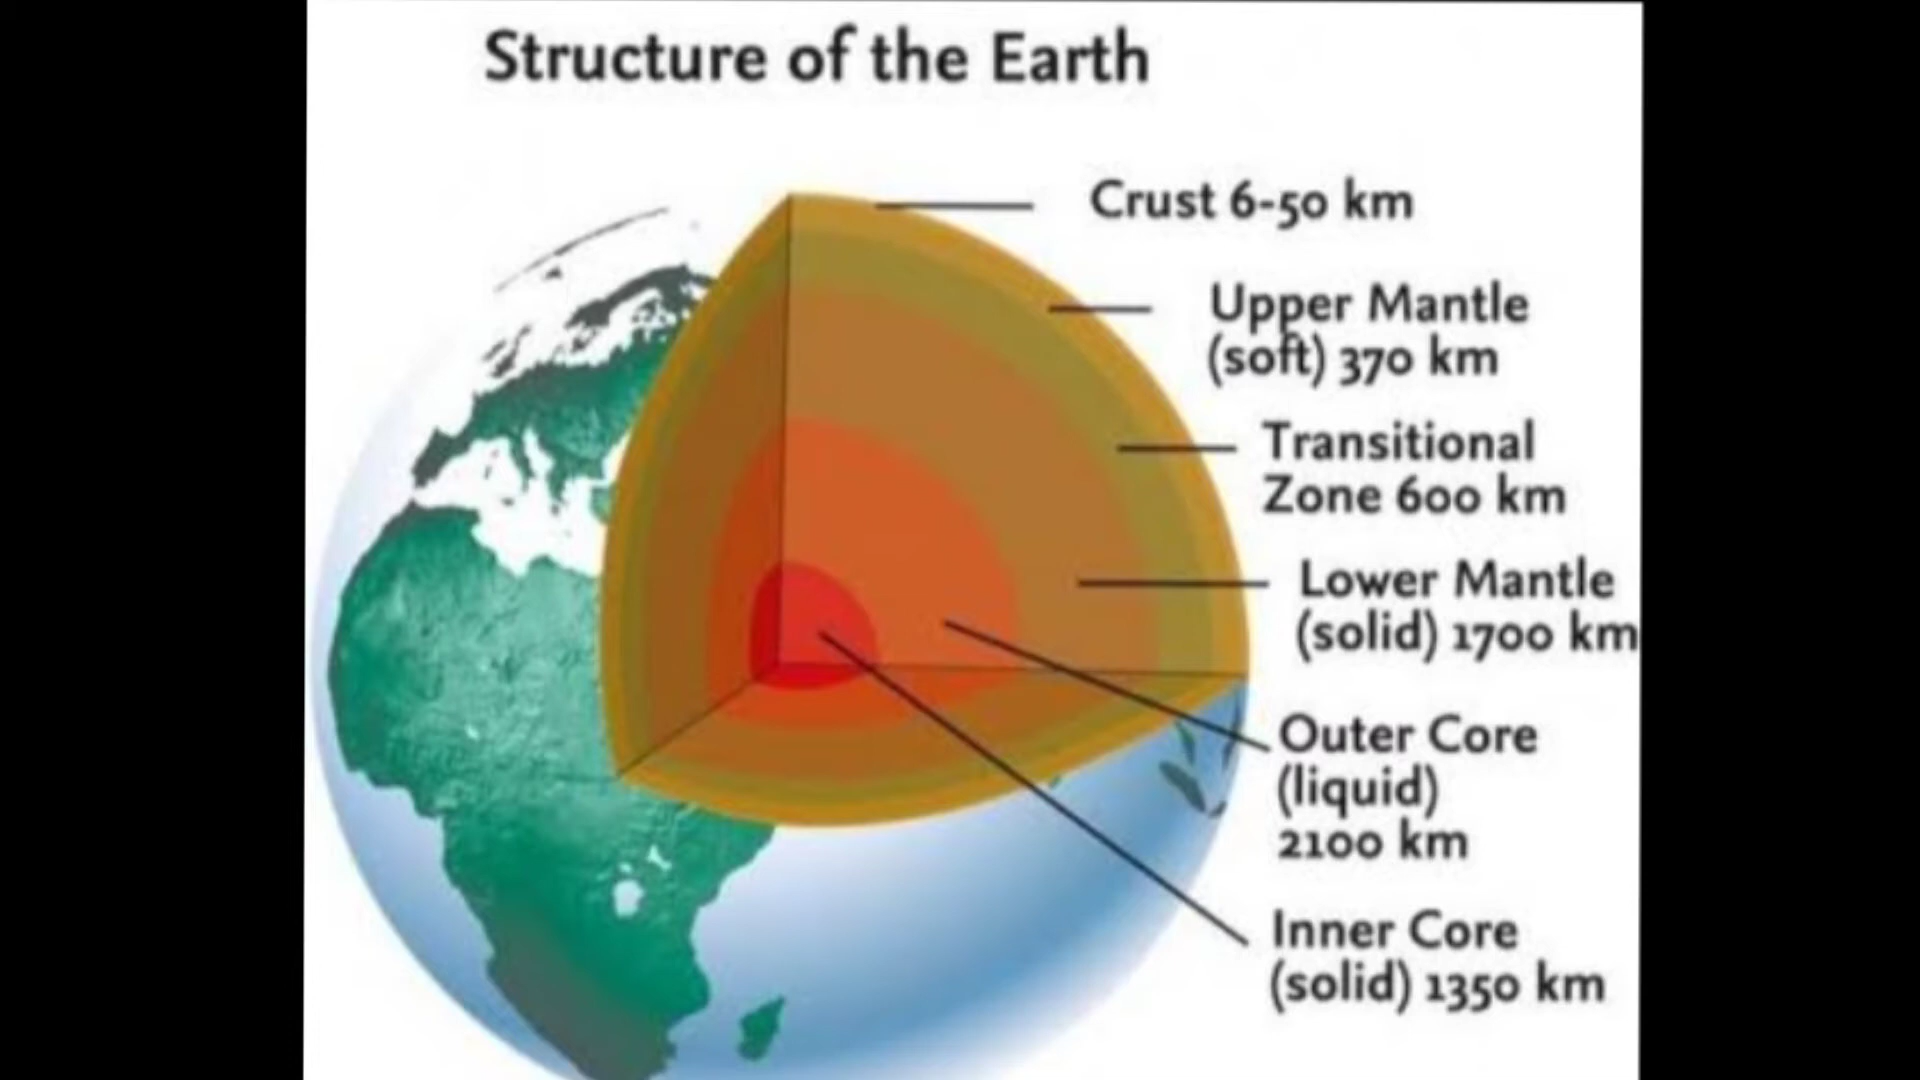 Structure of the Earth
Crust 6-50 km
Upper Mantle
(soft) 370 km
Transitional
Zone 600 km
Lower Mantle
(solid) 1700 km
Outer Core
(liquid)
2100 km
Inner Core
(solid) 1350 km